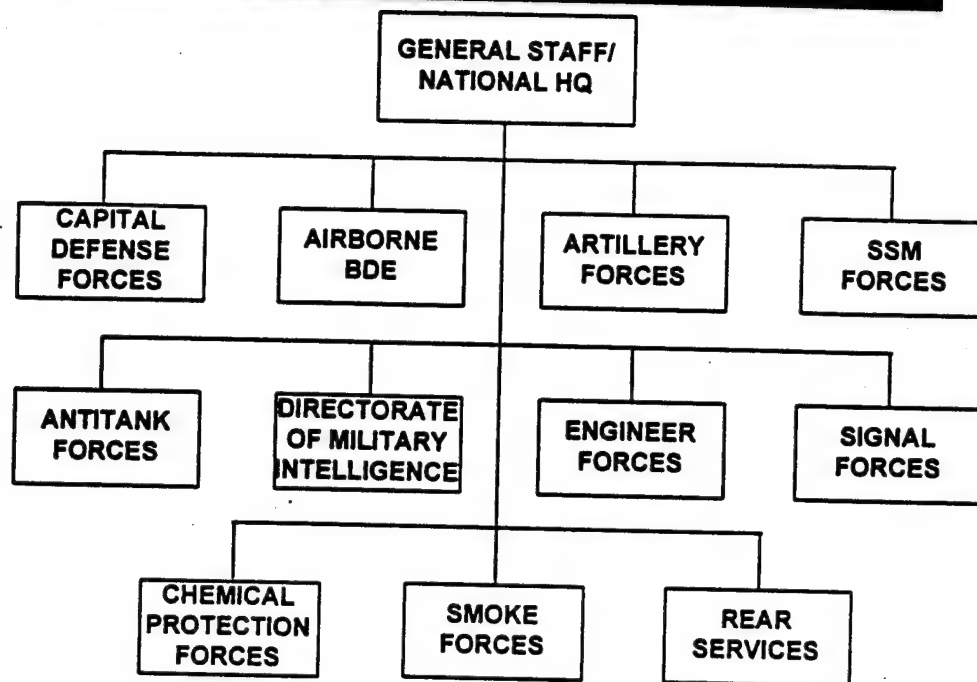 GENERAL STAFF/
NATIONAL HQ
CAPITAL
DEFENSE
FORCES
AIRBORNE
BDE
ARTILLERY
FORCES
SSM
FORCES
ANTITANK
FORCES
DIRECTORATE
OF MILITARY
INTELLIGENCE
ENGINEER
FORCES
SIGNAL
FORCES
CHEMICAL
PROTECTION
FORCES
SMOKE
FORCES
REAR
SERVICES